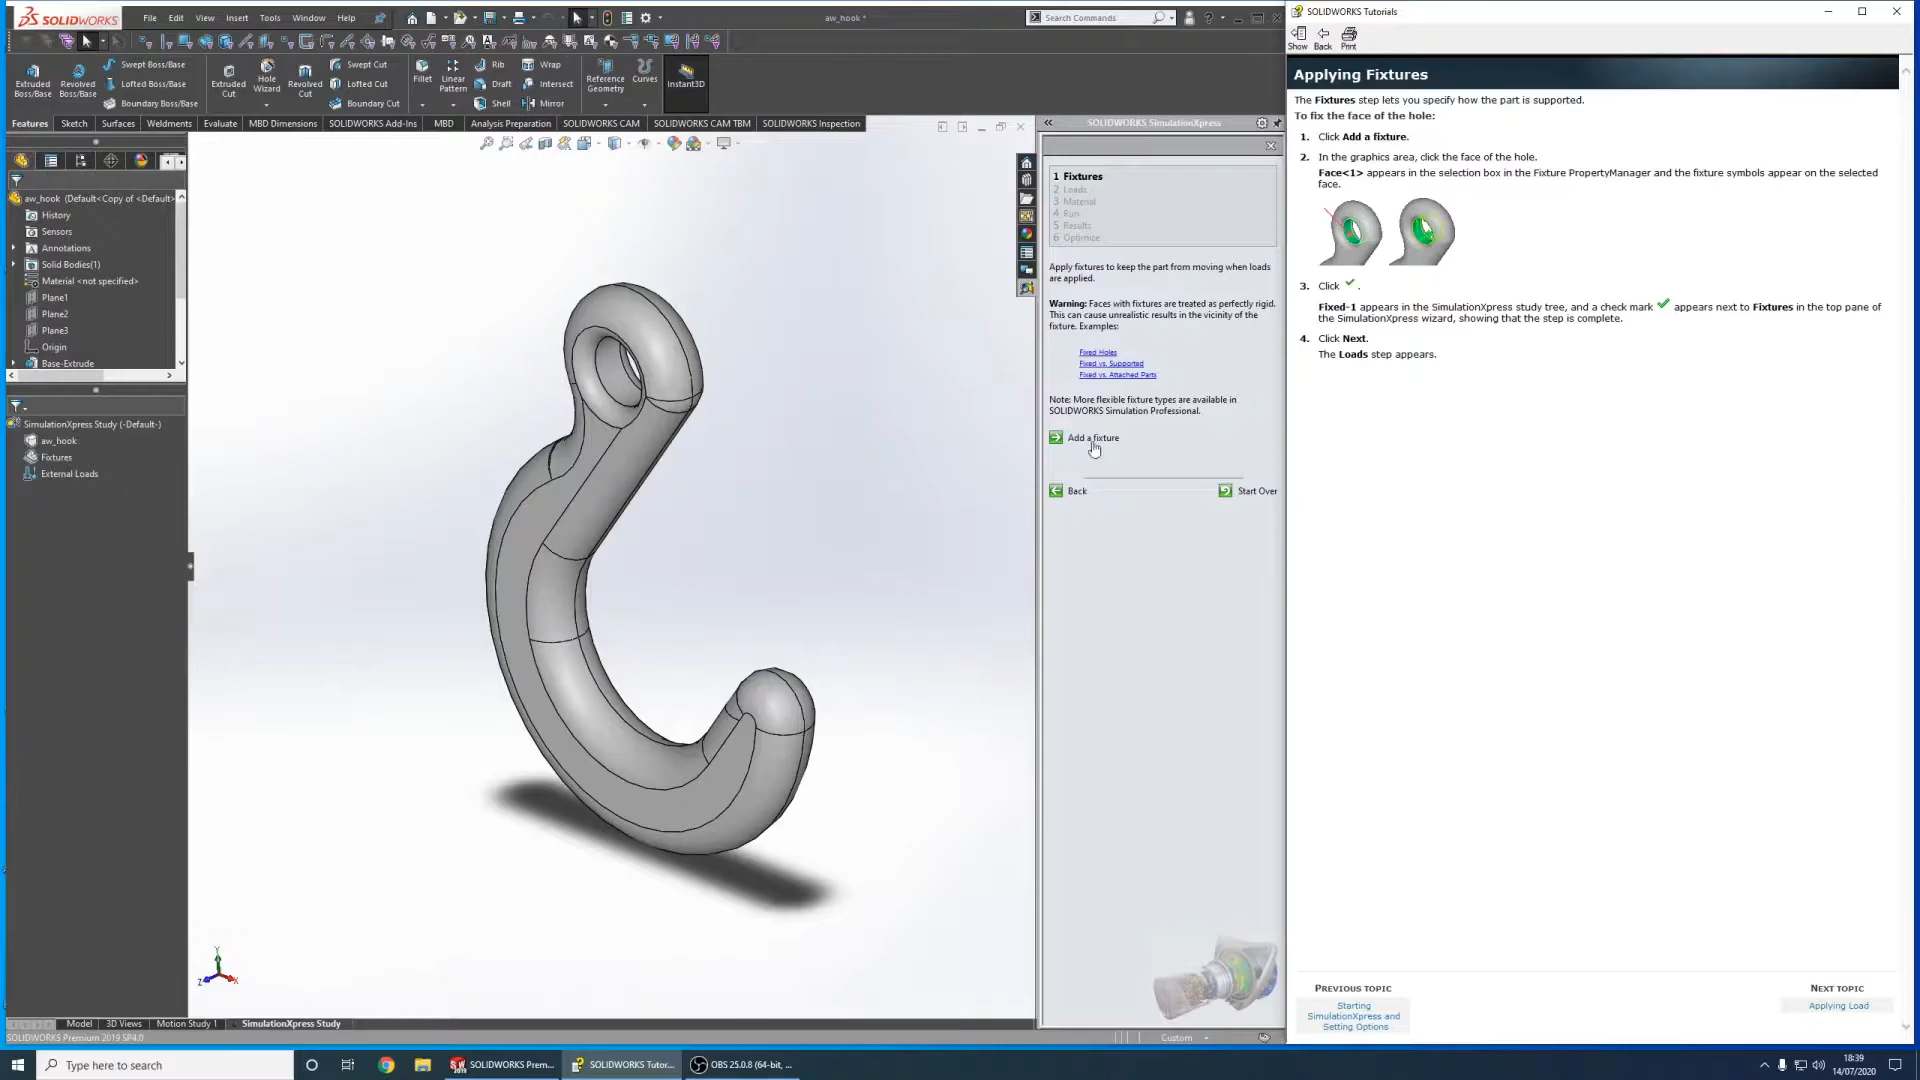 SOLIDWORKS
File
Edit
View
Insert
Tools
Window
Help
aw_hook *
Search Commands
Extruded
Boss/Base
Revolved
Boss/Base
Swept Boss/Base
Lofted Boss/Base
Boundary Boss/Base
Extruded
Cut
Hole
Wizard
Revolved
Cut
Swept Cut
Lofted Cut
Boundary Cut
Fillet
Linear
Pattern
Rib
Draft
Shell
Wrap
Intersect
Mirror
Reference
Geometry
Curves
Instant3D
Features
Sketch
Surfaces
Weldments
Evaluate
MBD Dimensions
SOLIDWORKS Add-Ins
MBD
Analysis Preparation
SOLIDWORKS CAM
SOLIDWORKS CAM TBM
SOLIDWORKS Inspection
aw_hook (Default<Copy of <Default>
History
Sensors
Annotations
Solid Bodies(1)
Material <not specified>
Plane1
Plane2
Plane3
Origin
Base-Extrude
SimulationXpress Study (-Default-)
aw_hook
Fixtures
External Loads
Y
Z
X
Model
3D Views
Motion Study 1
SimulationXpress Study
SOLIDWORKS Premium 2019 SP4.0
Custom
SOLIDWORKS SimulationXpress
1 Fixtures
2 Loads
3 Material
4 Run
5 Results
6 Optimize
Apply fixtures to keep the part from moving when loads
are applied.
Warning: Faces with fixtures are treated as perfectly rigid.
This can cause unrealistic results in the vicinity of the
fixture. Examples:
Fixed Holes
Fixed vs. Supported
Fixed vs. Attached Parts
Note: More flexible fixture types are available in
SOLIDWORKS Simulation Professional.
Add a fixture
Back
Start Over
SOLIDWORKS Tutorials
Show
Back
Print
Applying Fixtures
The Fixtures step lets you specify how the part is supported.
To fix the face of the hole:
1. Click Add a fixture.
2. In the graphics area, click the face of the hole.
Face<1> appears in the selection box in the Fixture PropertyManager and the fixture symbols appear on the selected
face.
3. Click .
Fixed-1 appears in the SimulationXpress study tree, and a check mark appears next to Fixtures in the top pane of
the SimulationXpress wizard, showing that the step is complete.
4. Click Next.
The Loads step appears.
PREVIOUS TOPIC
Starting
SimulationXpress and
Setting Options
NEXT TOPIC
Applying Load
Type here to search
SOLIDWORKS Prem...
SOLIDWORKS Tutor...
OBS 25.0.8 (64-bit, ...
18:39
14/07/2020